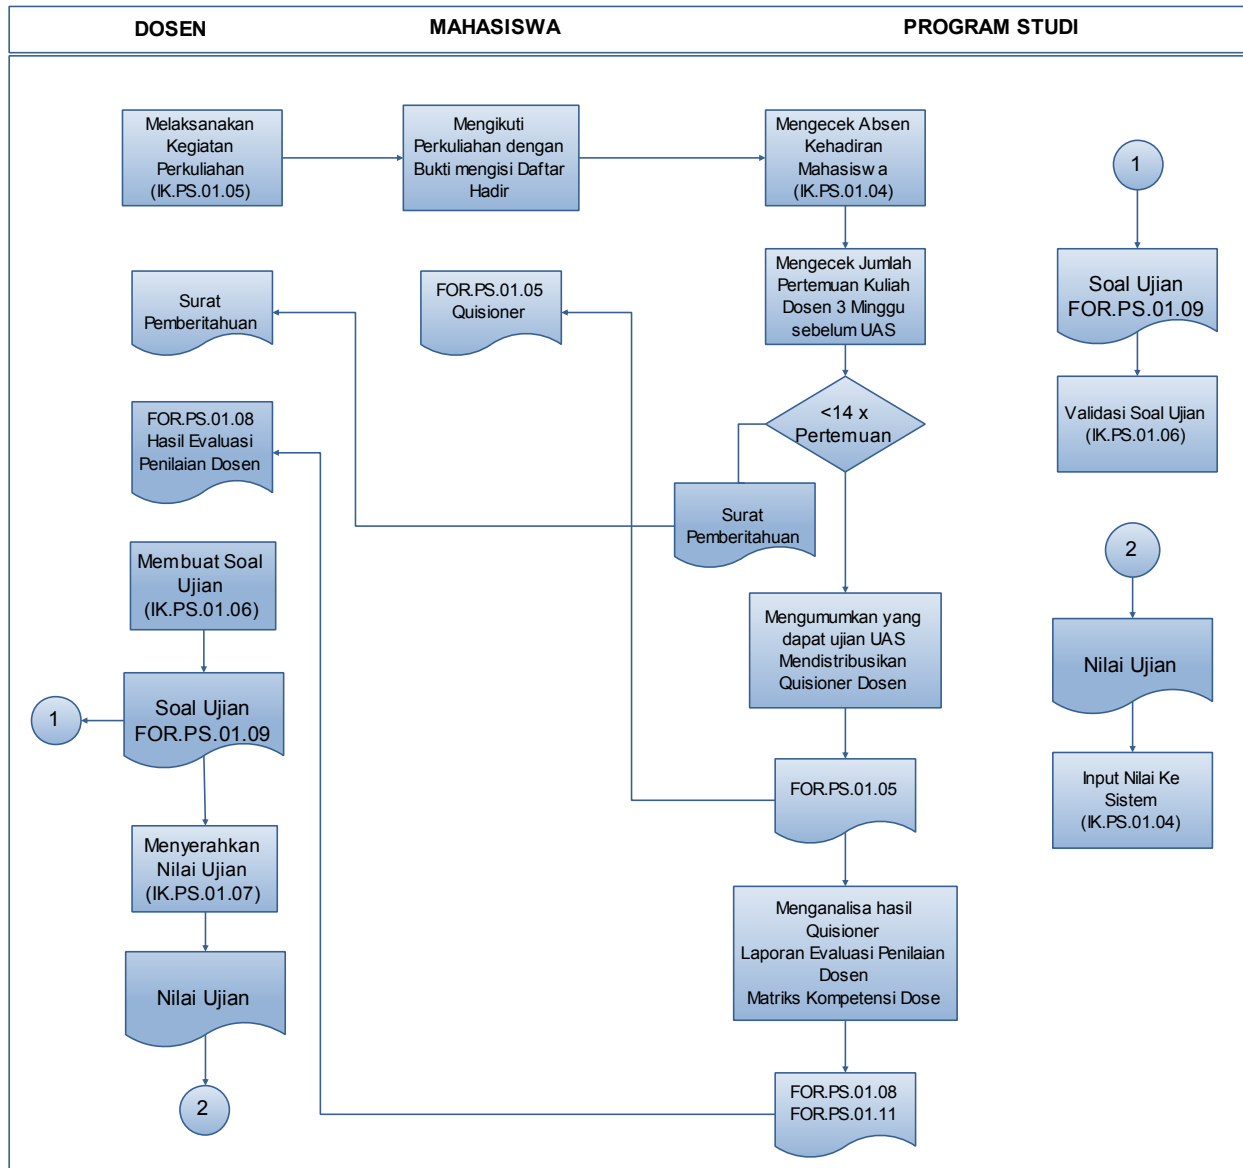 DOSEN
MAHASISWA
PROGRAM STUDI
Melaksanakan
Kegiatan
Perkuliahan
(IK.PS.01.05)
Mengikuti
Perkuliahan dengan
Bukti mengisi Daftar
Hadir
Mengecek Absen
Kehadiran
Mahasiswa
(IK.PS.01.04)
1
Surat
Pemberitahuan
FOR.PS.01.05
Quisioner
Mengecek Jumlah
Pertemuan Kuliah
Dosen 3 Minggu
sebelum UAS
Soal Ujian
FOR.PS.01.09
FOR.PS.01.08
Hasil Evaluasi
Penilaian Dosen
<14 x
Pertemuan
Validasi Soal Ujian
(IK.PS.01.06)
Surat
Pemberitahuan
2
Membuat Soal
Ujian
(IK.PS.01.06)
Mengumumkan yang
dapat ujian UAS
Mendistribusikan
Quisioner Dosen
Nilai Ujian
1
Soal Ujian
FOR.PS.01.09
FOR.PS.01.05
Input Nilai Ke
Sistem
(IK.PS.01.04)
Menyerahkan
Nilai Ujian
(IK.PS.01.07)
Menganalisa hasil
Quisioner
Laporan Evaluasi Penilaian
Dosen
Matriks Kompetensi Dose
Nilai Ujian
2
FOR.PS.01.08
FOR.PS.01.11